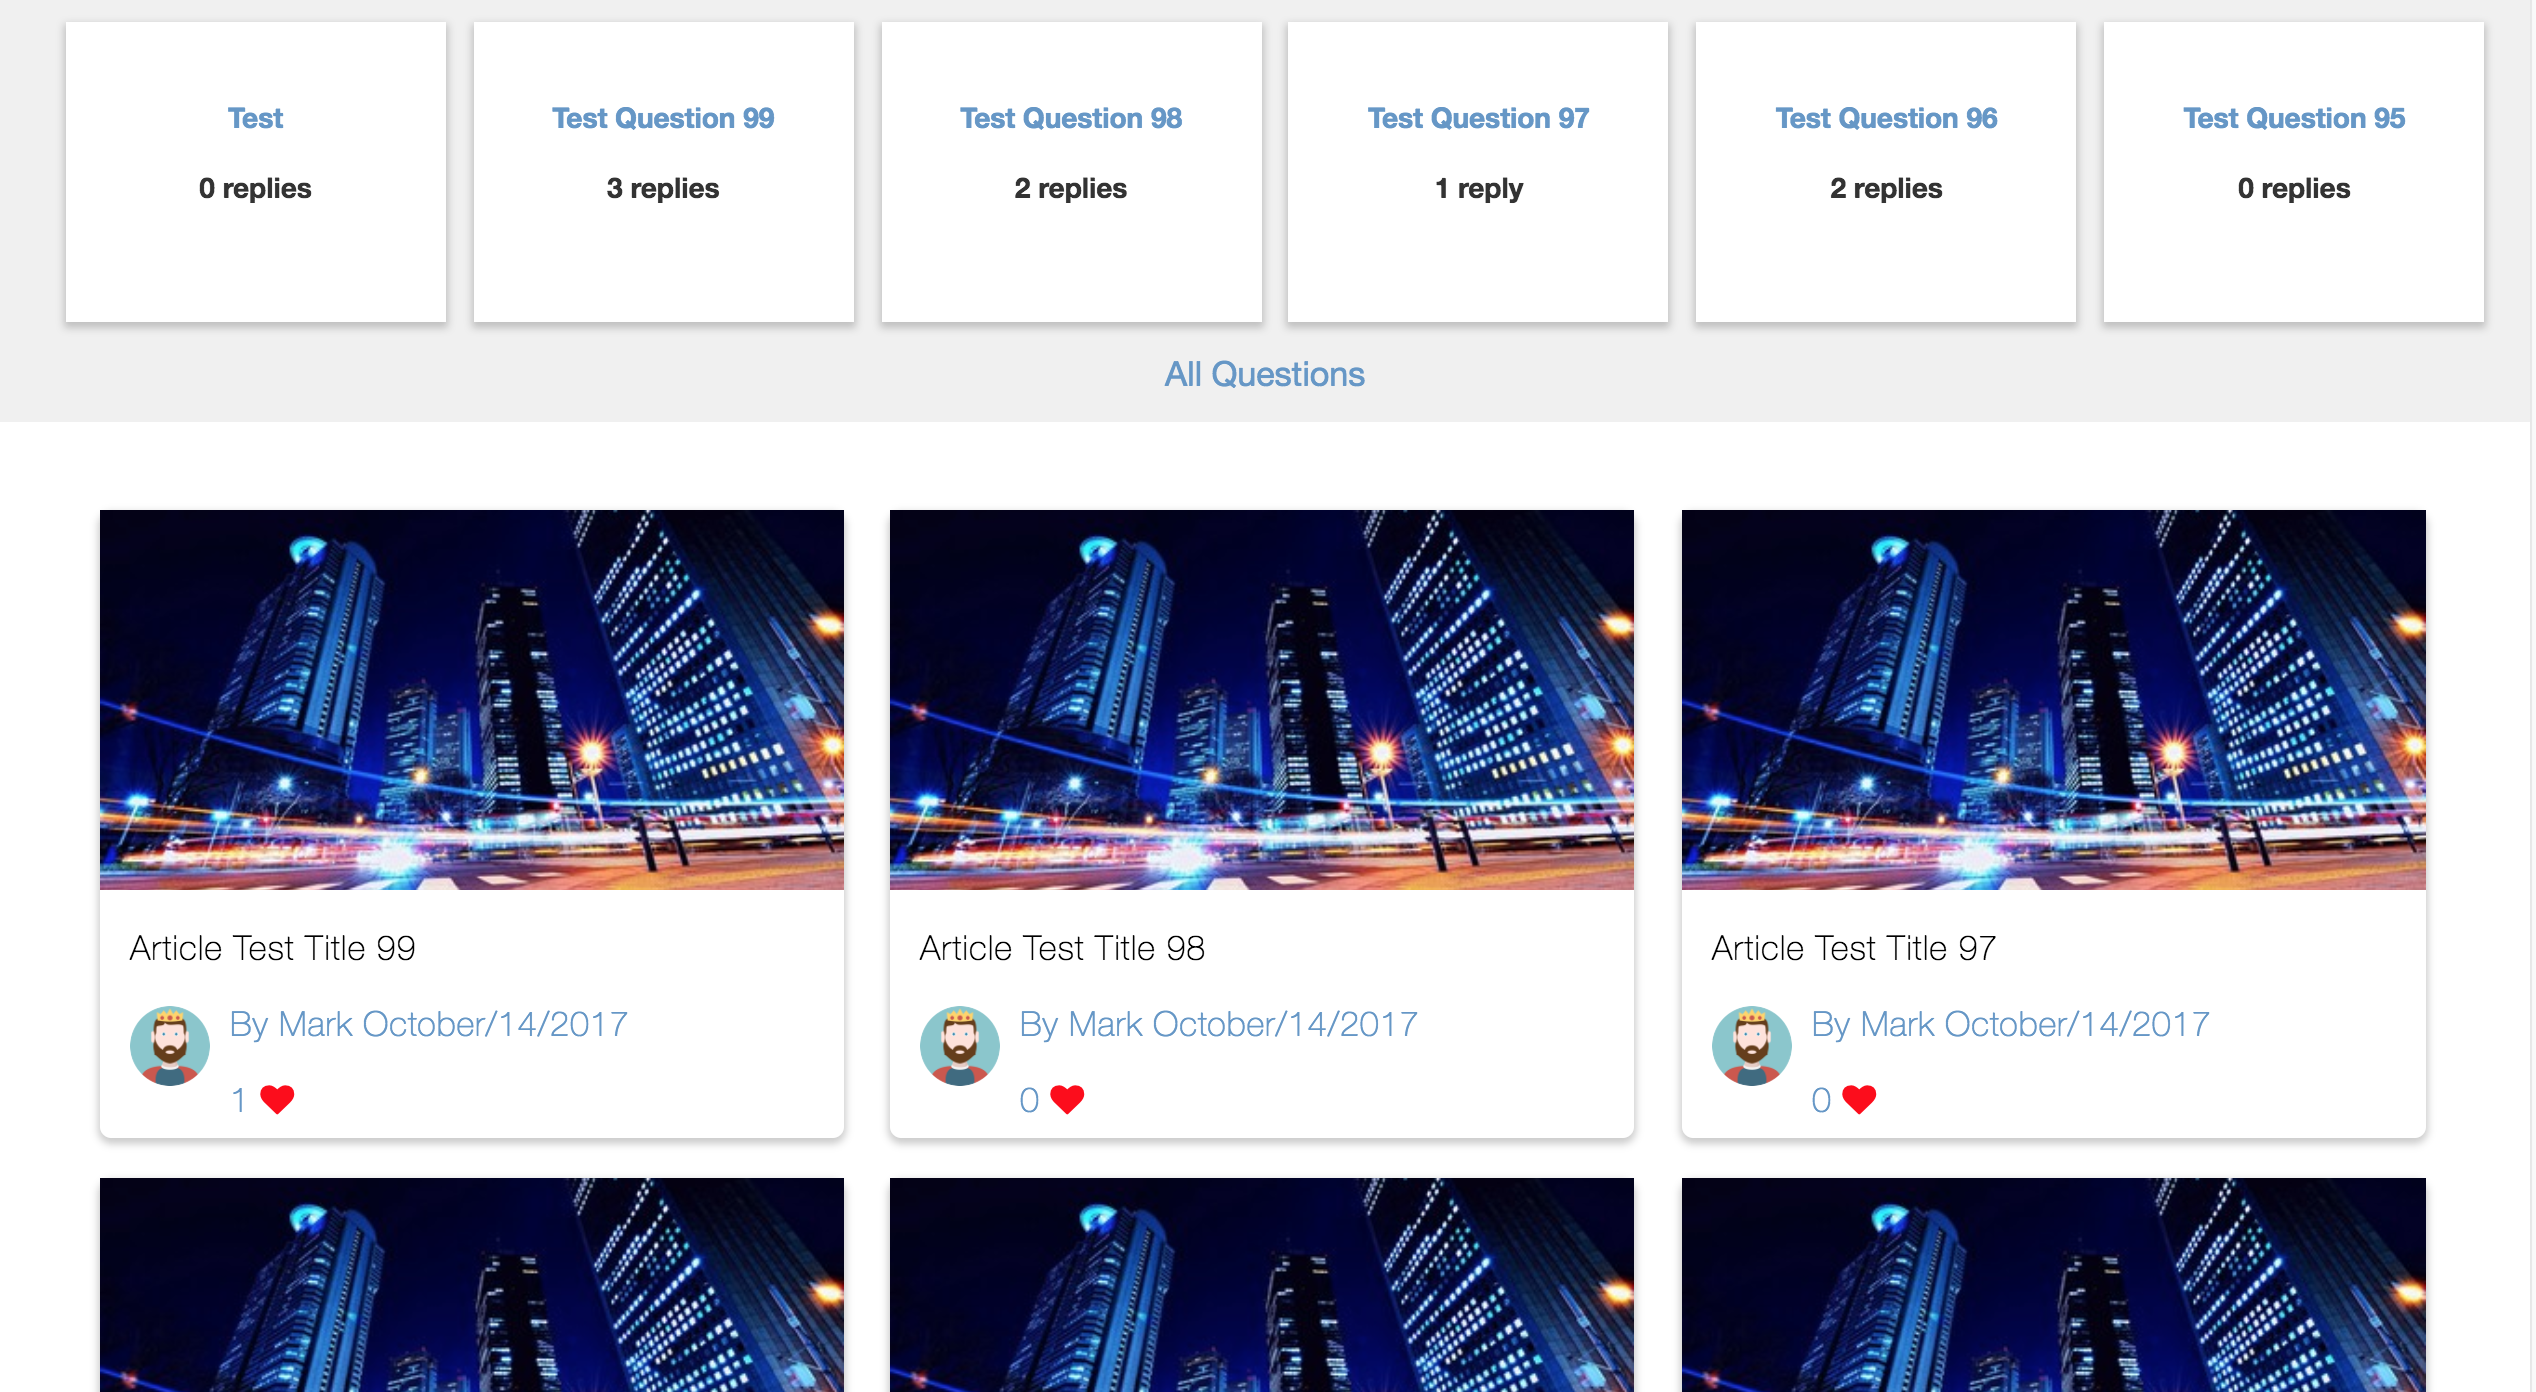 Test
0 replies
Test Question 99
3 replies
Test Question 98
2 replies
Test Question 97
1 reply
Test Question 96
2 replies
Test Question 95
0 replies
All Questions
Article Test Title 99
By Mark October/14/2017
1
Article Test Title 98
By Mark October/14/2017
0
Article Test Title 97
By Mark October/14/2017
0